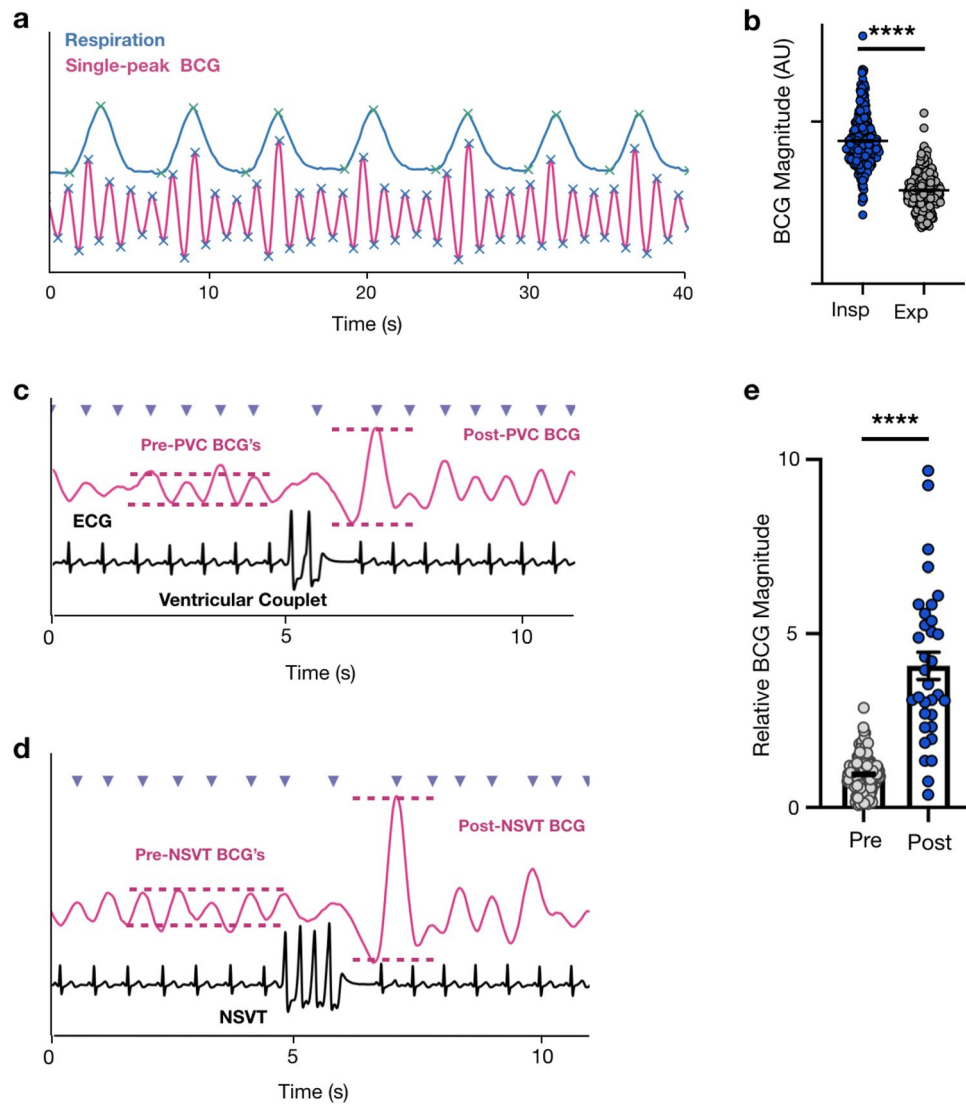 a
Respiration
Single-peak BCG
0 10 20 30 40
Time (s)
b
****
BCG Magnitude (AU)
Insp Exp
c
Pre-PVC BCG's
Post-PVC BCG
ECG
Ventricular Couplet
0 5 10
Time (s)
d
Pre-NSVT BCG's
Post-NSVT BCG
NSVT
0 5 10
Time (s)
e
****
10
5
0
Relative BCG Magnitude
Pre Post